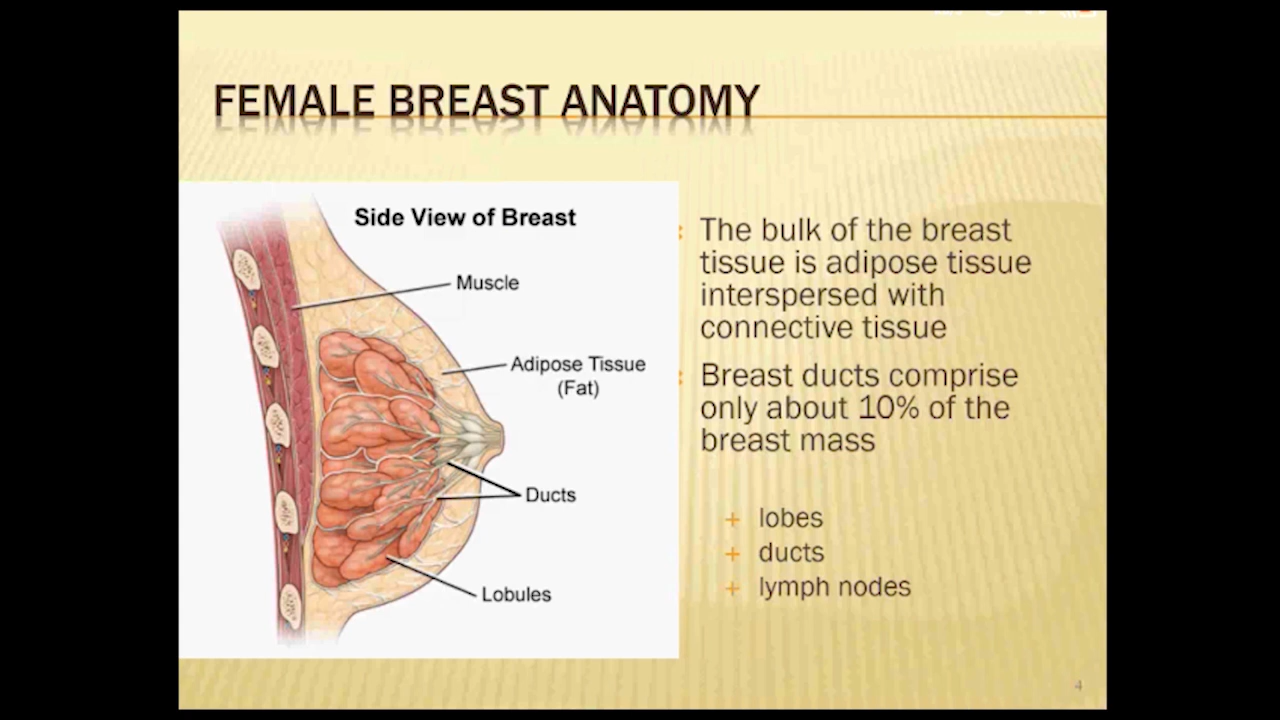 FEMALE BREAST ANATOMY
Side View of Breast
Muscle
Adipose Tissue
(Fat)
Ducts
Lobules
The bulk of the breast
tissue is adipose tissue
interspersed with
connective tissue
Breast ducts comprise
only about 10% of the
breast mass
+ lobes
+ ducts
+ lymph nodes
4